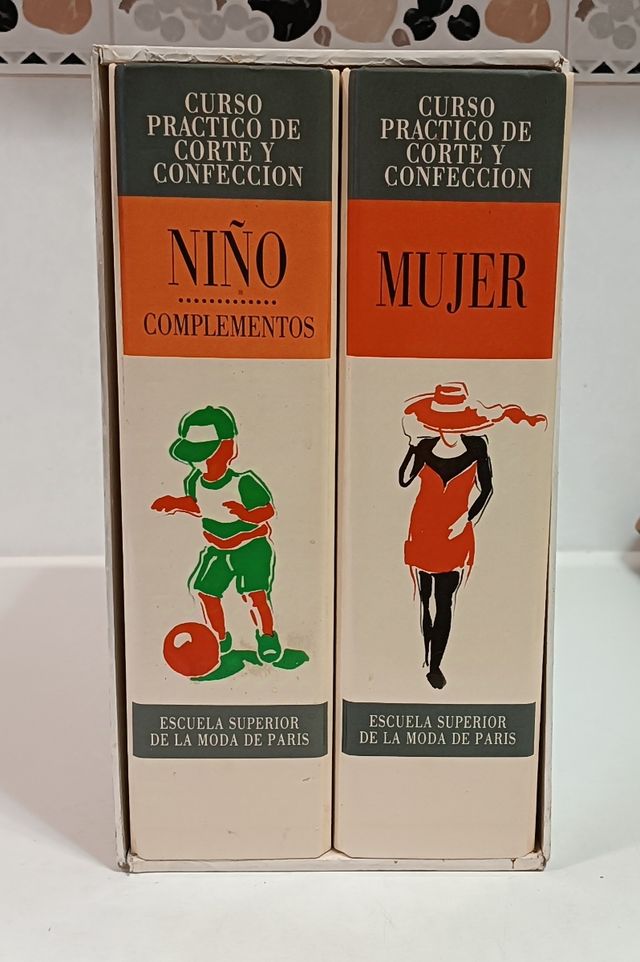 CURSO
PRACTICO DE
CORTE Y
CONFECCION
NIÑO
COMPLEMENTOS
ESCUELA SUPERIOR
DE LA MODA DE PARIS
CURSO
PRACTICO DE
CORTE Y
CONFECCION
MUJER
ESCUELA SUPERIOR
DE LA MODA DE PARIS